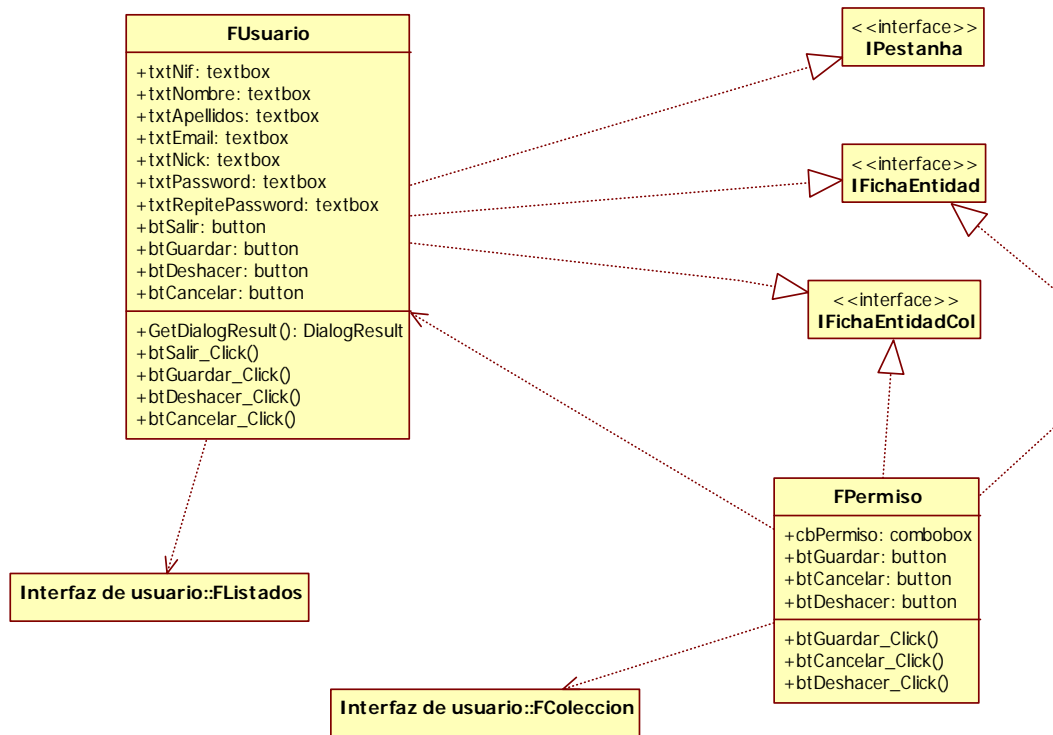 FUsuario
+txtNif: textbox
+txtNombre: textbox
+txtApellidos: textbox
+txtEmail: textbox
+txtNick: textbox
+txtPassword: textbox
+txtRepitePassword: textbox
+btSalir: button
+btGuardar: button
+btDeshacer: button
+btCancelar: button
+GetDialogResult(): DialogResult
+btSalir_Click()
+btGuardar_Click()
+btDeshacer_Click()
+btCancelar_Click()
<<interface>>
IPestanha
<<interface>>
IFichaEntidad
<<interface>>
IFichaEntidadCol
FPermiso
+cbPermiso: combobox
+btGuardar: button
+btCancelar: button
+btDeshacer: button
+btGuardar_Click()
+btCancelar_Click()
+btDeshacer_Click()
Interfaz de usuario::FListados
Interfaz de usuario::FColeccion